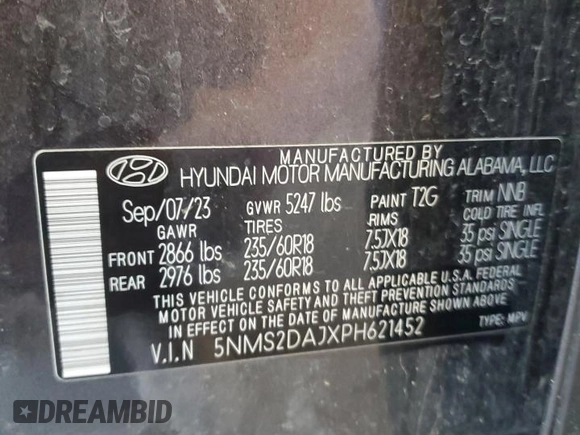 MANUFACTURED BY
HYUNDAI MOTOR MANUFACTURING ALABAMA, LLC
Sep/07/23 GVWR 5247 lbs PAINT T2G TRIM NNB
GAWR TIRES RIMS COLD TIRE INFL
FRONT 2866 lbs 235/60R18 7.5JX18 35 psi SINGLE
REAR 2976 lbs 235/60R18 7.5JX18 35 psi SINGLE
THIS VEHICLE CONFORMS TO ALL APPLICABLE U.S.A. FEDERAL
MOTOR VEHICLE SAFETY AND THEFT PREVENTION STANDARDS
IN EFFECT ON THE DATE OF MANUFACTURE SHOWN ABOVE.
V.I.N 5NMS2DAJXPH621452 TYPE: MPV
DREAMBID